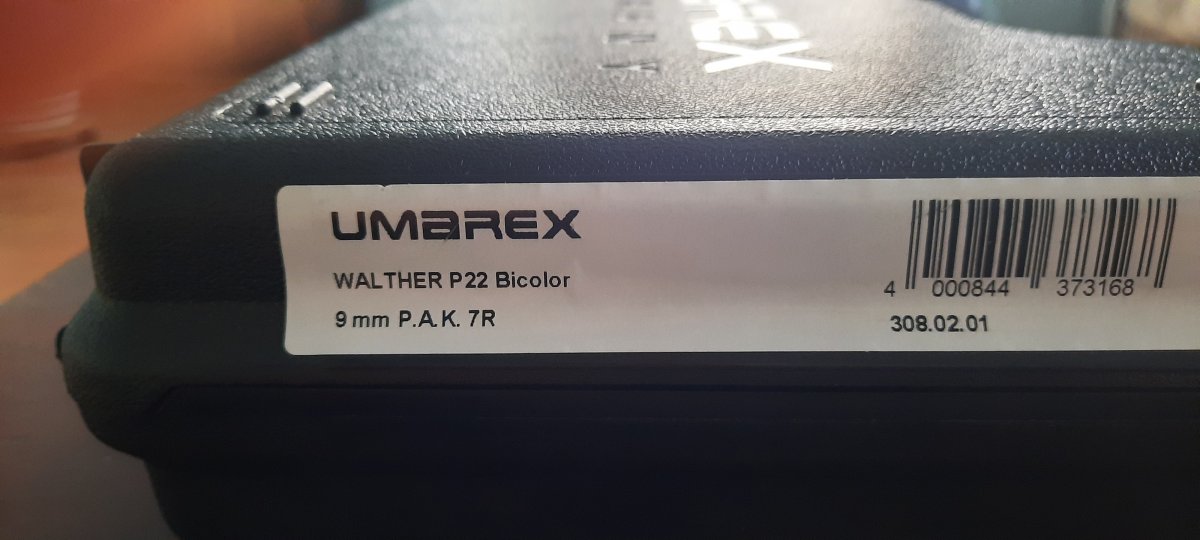 UMAREX
WALTHER P22 Bicolor
9 mm P.A.K. 7R
4 000844 373168
308.02.01